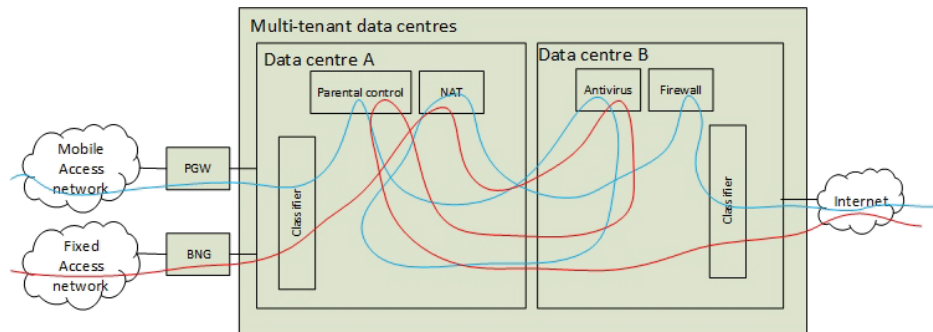 Multi-tenant data centres
Data centre A
Data centre B
Parental control
NAT
Antivirus
Firewall
Mobile
Access
network
PGW
Classifier
Classifier
Internet
Fixed
Access
network
BNG